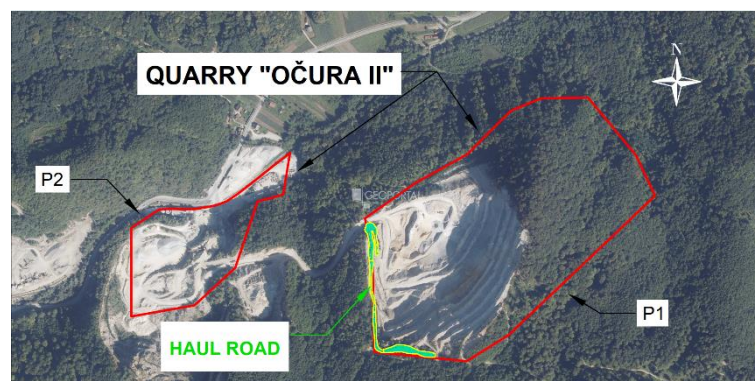 N
QUARRY "OČURA II"
P2
GEOPORTAL
P1
HAUL ROAD